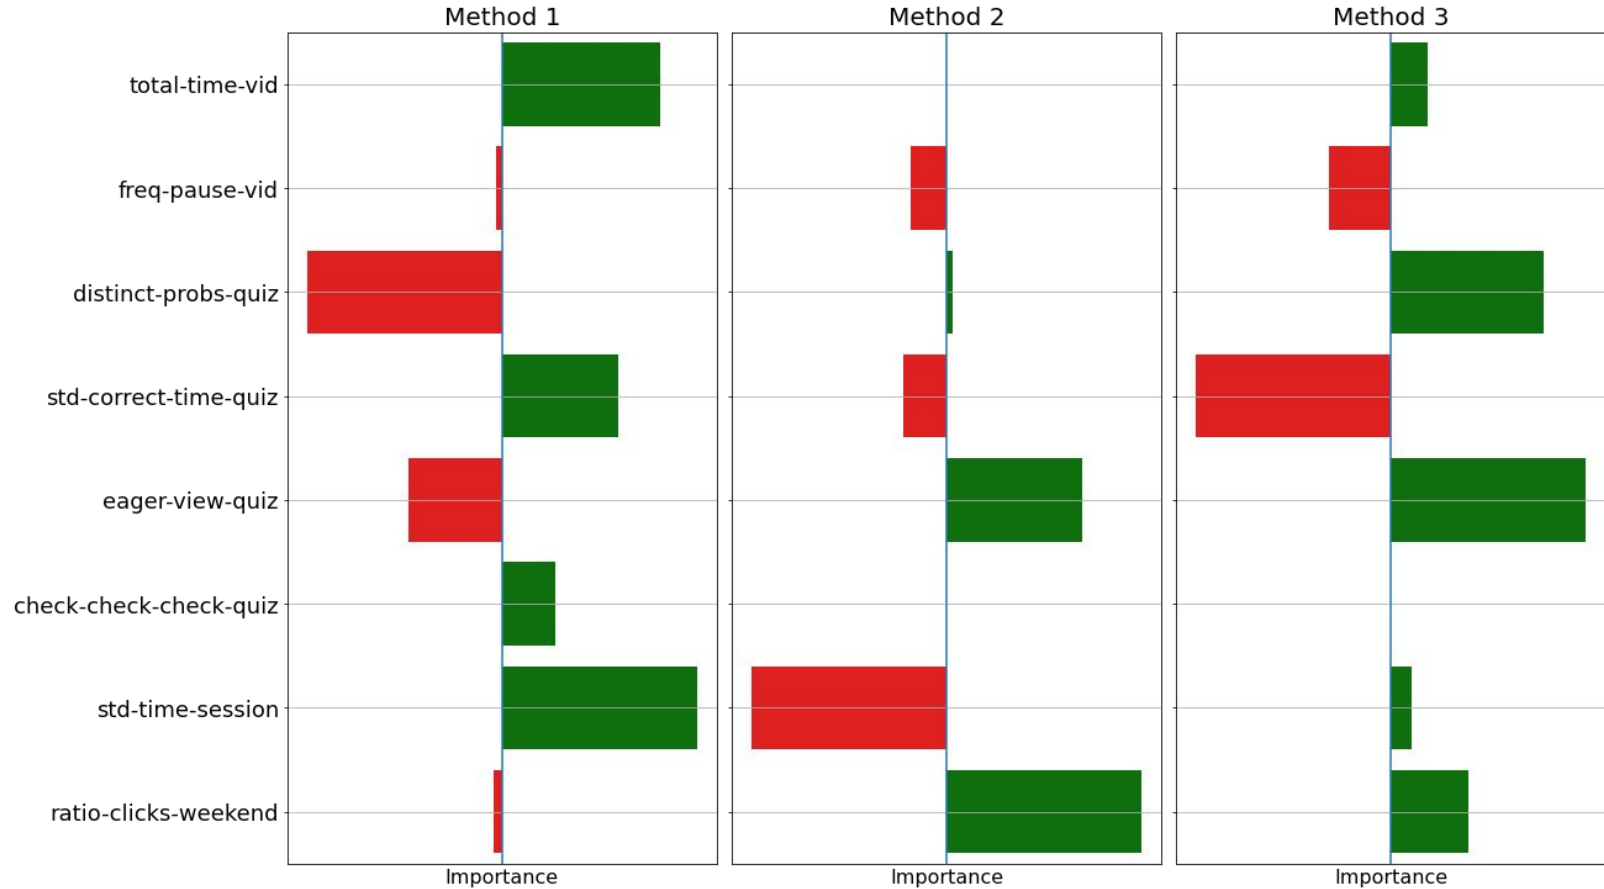 Method 1
Method 2
Method 3
total-time-vid
freq-pause-vid
distinct-probs-quiz
std-correct-time-quiz
eager-view-quiz
check-check-check-quiz
std-time-session
ratio-clicks-weekend
Importance
Importance
Importance